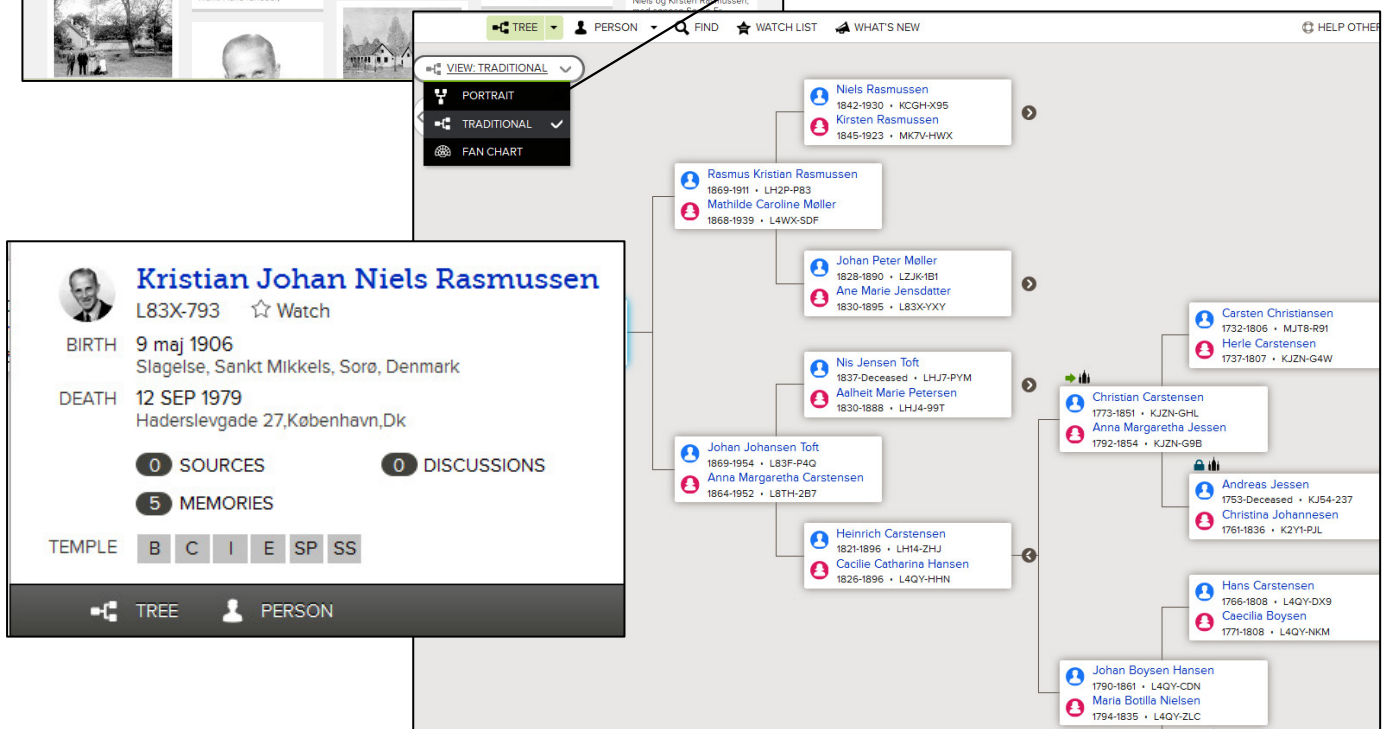 Niels og Kirsten Rasmussen,
TREE
PERSON
FIND
WATCH LIST
WHAT'S NEW
HELP OTHER
VIEW: TRADITIONAL
PORTRAIT
TRADITIONAL
FAN CHART
Niels Rasmussen
1842-1930 • KCGH-X95
Kirsten Rasmussen
1845-1923 • MK7V-HWX
Rasmus Kristian Rasmussen
1869-1911 • LH2P-P83
Mathilde Caroline Møller
1868-1939 • L4WX-SDF
Johan Peter Møller
1828-1890 • LZJK-1B1
Ane Marie Jensdatter
1830-1895 • L83X-YXY
Nis Jensen Toft
1837-Deceased • LHJ7-PYM
Aalheit Marie Petersen
1830-1888 • LHJ4-99T
Johan Johansen Toft
1869-1954 • L83F-P4Q
Anna Margaretha Carstensen
1864-1952 • L8TH-2B7
Heinrich Carstensen
1821-1896 • LH14-ZHJ
Cacilie Catharina Hansen
1826-1896 • L4QY-HHN
Carsten Christiansen
1732-1806 • MJT8-R91
Herle Carstensen
1737-1807 • KJZN-G4W
Christian Carstensen
1773-1851 • KJZN-GHL
Anna Margaretha Jessen
1792-1854 • KJZN-G9B
Andreas Jessen
1753-Deceased • KJ54-237
Christina Johannesen
1761-1836 • K2Y1-PJL
Hans Carstensen
1766-1808 • L4QY-DX9
Caecilia Boysen
1771-1808 • L4QY-NKM
Johan Boysen Hansen
1790-1861 • L4QY-CDN
Maria Botilla Nielsen
1794-1835 • L4QY-ZLC
Kristian Johan Niels Rasmussen
L83X-793 Watch
BIRTH 9 maj 1906
Slagelse, Sankt MIkkels, Sorø, Denmark
DEATH 12 SEP 1979
Haderslevgade 27,København,Dk
0 SOURCES 0 DISCUSSIONS
5 MEMORIES
TEMPLE B C I E SP SS
TREE PERSON